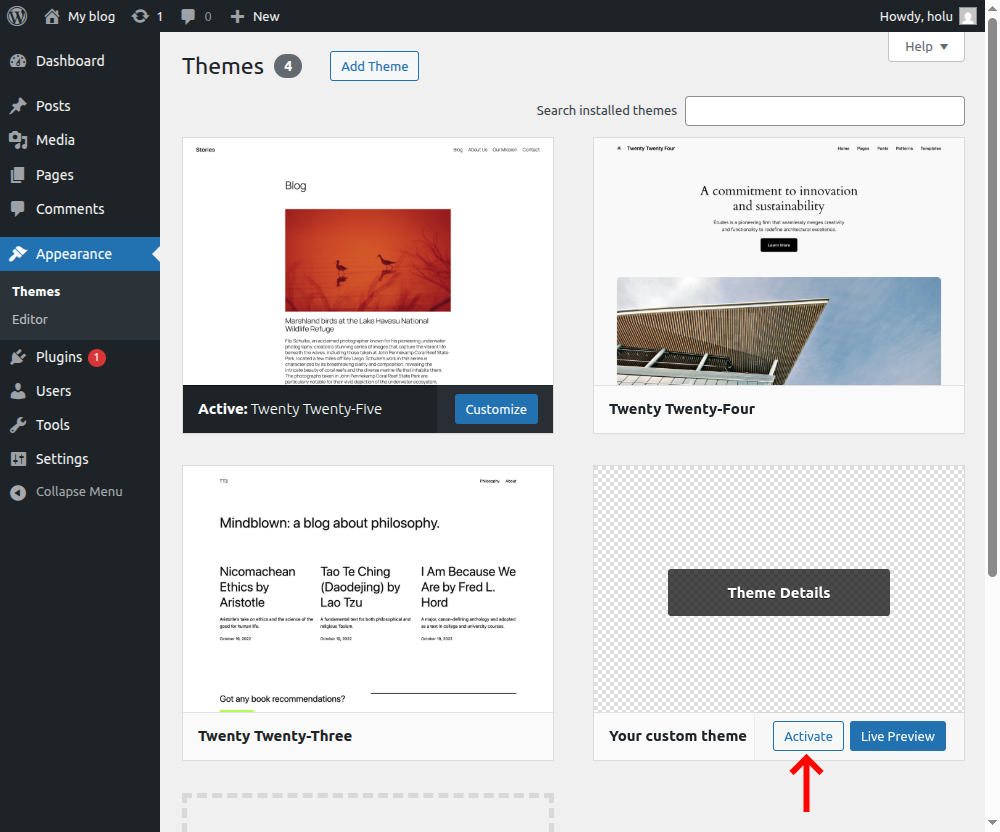 My blog
1
0
New
Howdy, holu
Dashboard
Posts
Media
Pages
Comments
Appearance
Themes
Editor
Plugins 1
Users
Tools
Settings
Collapse Menu
Help
Themes 4
Add Theme
Search installed themes
Stories
Blog About Us Our Mission Contact
Blog
Marshland birds at the Lake Havasu National
Wildlife Refuge
Flip Schulke, an acclaimed photographer known for his pioneering underwater
photography, created a stunning series of images that capture the vibrant life
beneath the waves, including those taken at John Pennekamp Coral Reef State
Park, located a few miles off Key Largo. Schulke's work in this series is
characterized by its breathtaking clarity and composition, revealing the
intricate beauty of coral reefs and the diverse marine life that inhabits them.
The photographs taken in John Pennekamp Coral Reef State Park are
particularly notable for their vivid depiction of the underwater ecosystem,
Active: Twenty Twenty-Five
Customize
Twenty Twenty Four
Home Pages Posts Patterns Templates
A commitment to innovation
and sustainability
Études is a pioneering firm that seamlessly merges creativity
and functionality to redefine architectural excellence.
Learn More
Twenty Twenty-Four
TT3
Philosophy About
Mindblown: a blog about philosophy.
Nicomachean
Ethics by
Aristotle
Aristotle's take on ethics and the science of the
good for human life.
October 19, 2022
Tao Te Ching
(Daodejing) by
Lao Tzu
A fundamental text for both philosophical and
religious Taoism.
October 10, 2022
I Am Because We
Are by Fred L.
Hord
A major, canon-defining anthology and adopted
as a text in college and university courses.
October 19, 2023
Got any book recommendations?
Twenty Twenty-Three
Theme Details
Your custom theme
Activate
Live Preview